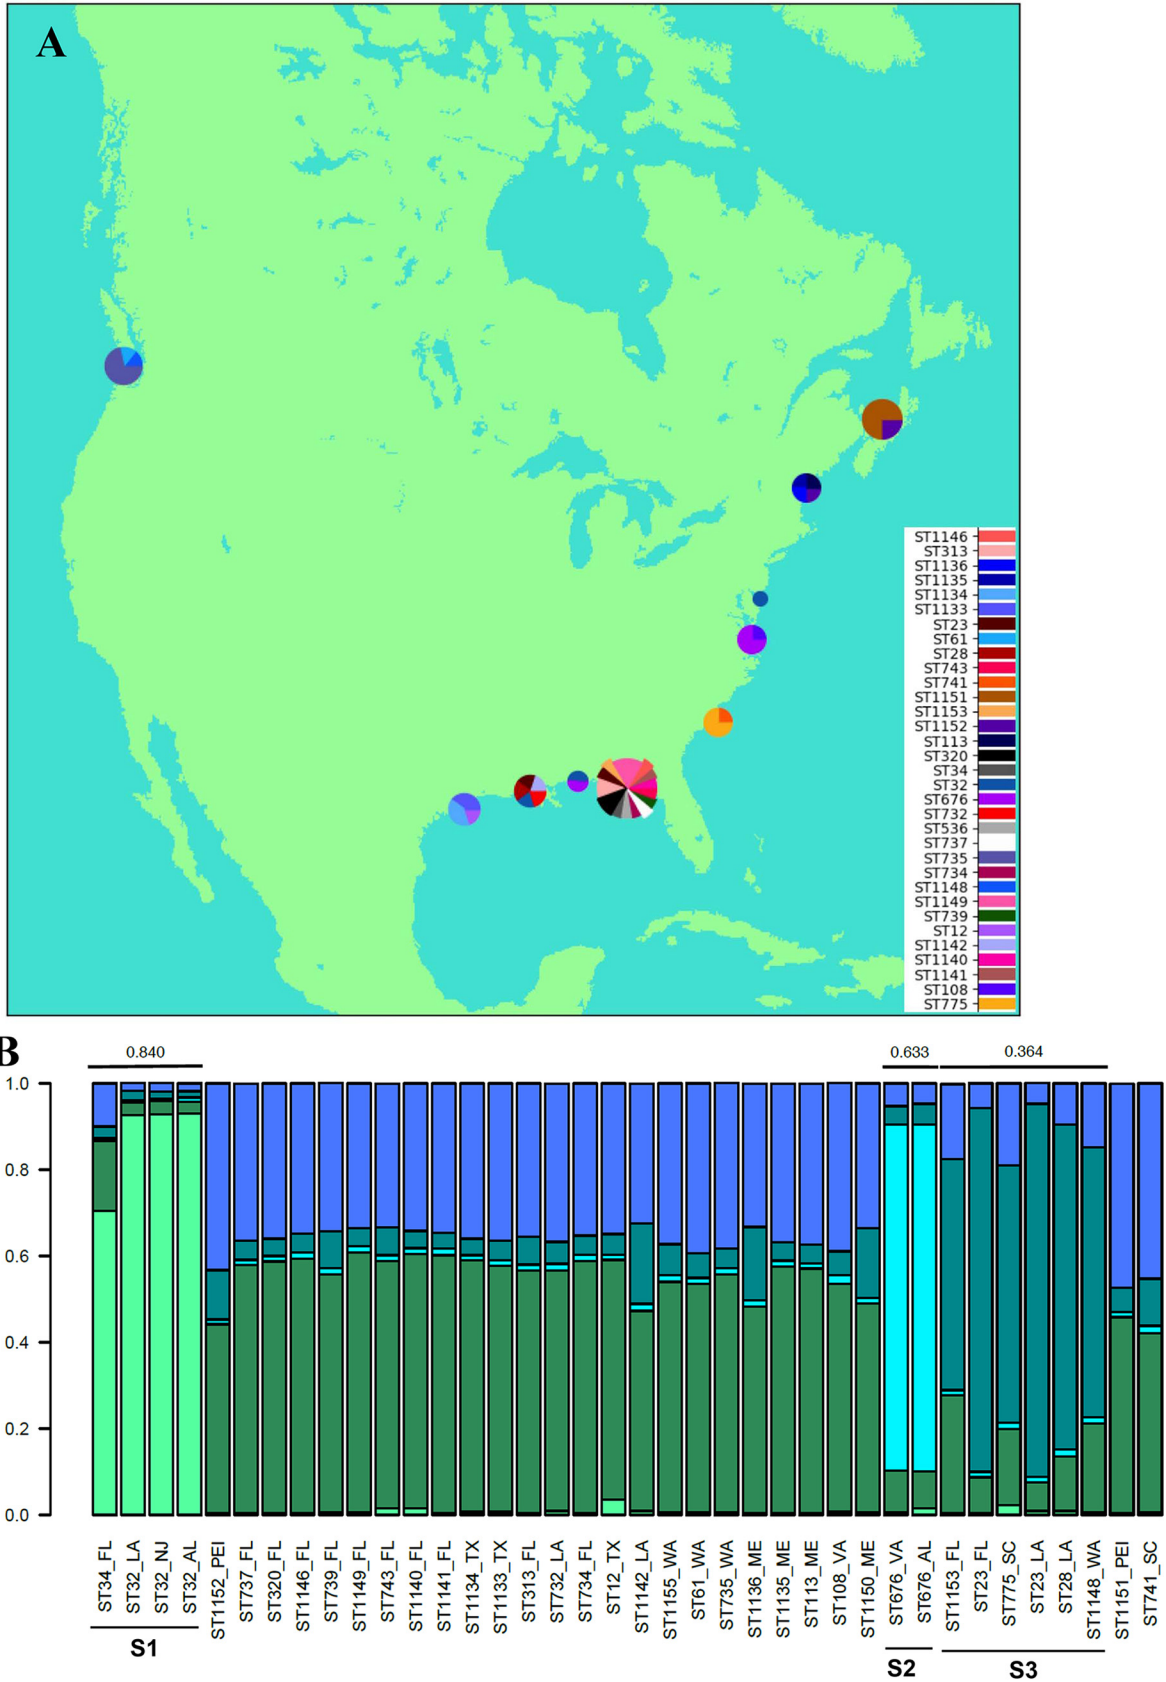 A
ST1146
ST313
ST1136
ST1135
ST1134
ST1133
ST23
ST61
ST28
ST743
ST741
ST1151
ST1153
ST1152
ST113
ST320
ST34
ST32
ST676
ST732
ST536
ST737
ST735
ST734
ST1148
ST1149
ST739
ST12
ST1142
ST1140
ST1141
ST108
ST775
B
0.840
0.633
0.364
1.0
0.8
0.6
0.4
0.2
0.0
ST34_FL
ST32_LA
ST32_NJ
ST32_AL
ST1152_PEI
ST737_FL
ST320_FL
ST1146_FL
ST739_FL
ST1149_FL
ST743_FL
ST1140_FL
ST1141_FL
ST1134_TX
ST1133_TX
ST313_FL
ST732_LA
ST734_FL
ST12_TX
ST1142_LA
ST1155_WA
ST61_WA
ST735_WA
ST1136_ME
ST1135_ME
ST113_ME
ST108_VA
ST1150_ME
ST676_VA
ST676_AL
ST1153_FL
ST23_FL
ST775_SC
ST23_LA
ST28_LA
ST1148_WA
ST1151_PEI
ST741_SC
S1
S2
S3